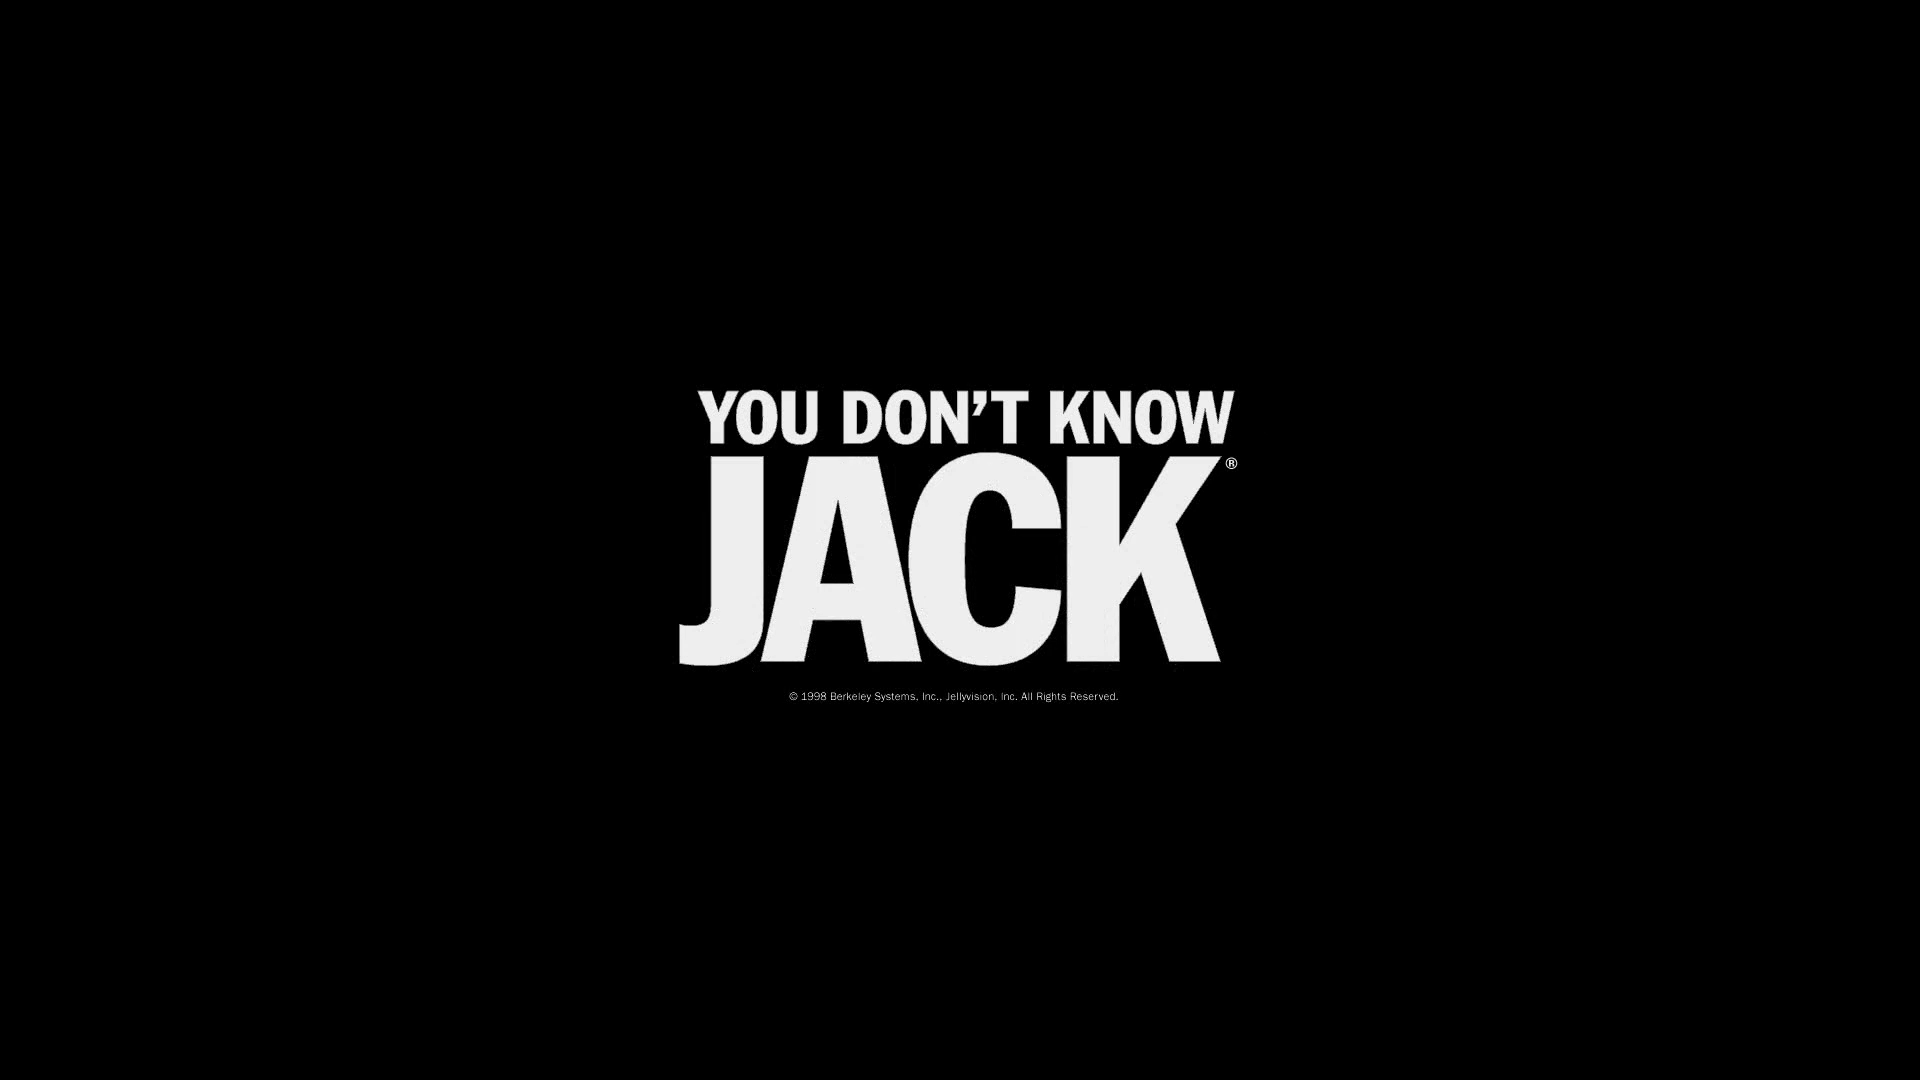 YOU DON'T KNOW
JACK®
© 1998 Berkeley Systems, Inc., Jellyvision, Inc. All Rights Reserved.